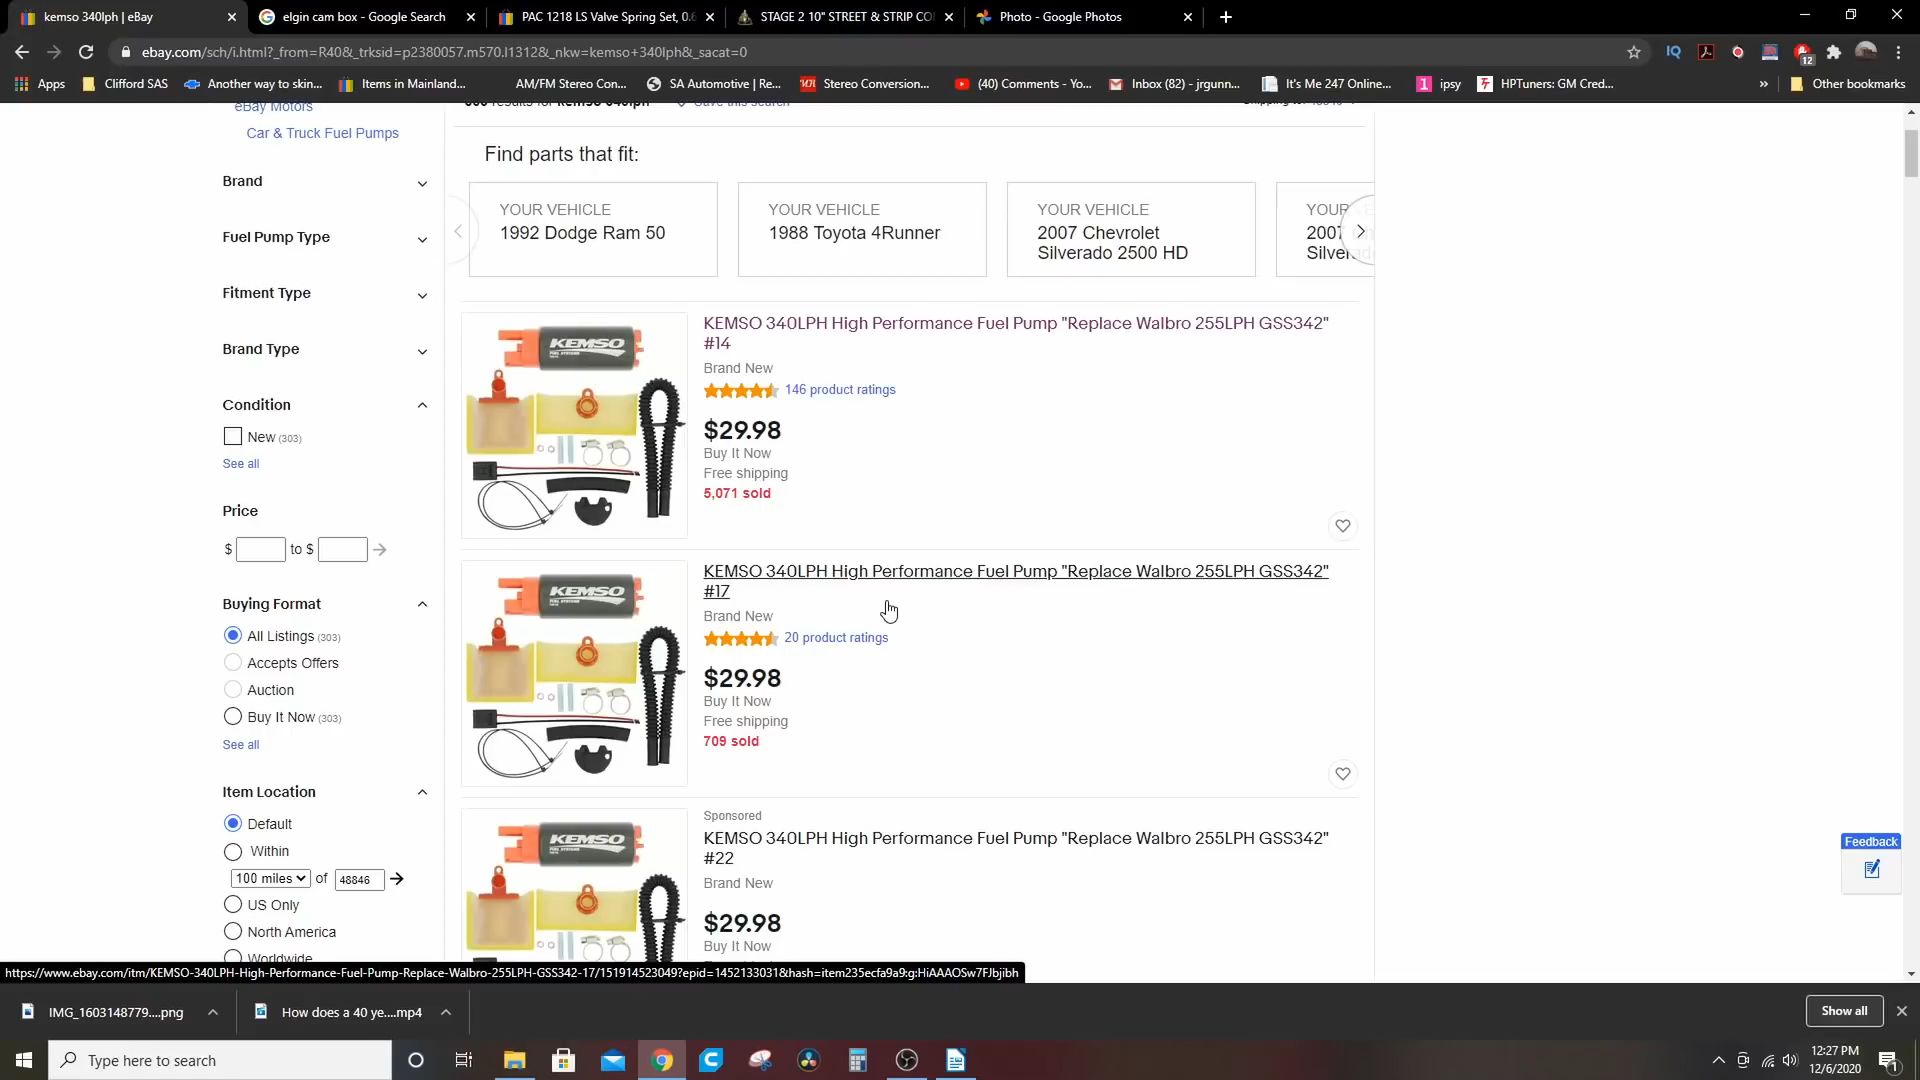 kemso 340lph | eBay
elgin cam box - Google Search
PAC 1218 LS Valve Spring Set, 0.6
STAGE 2 10" STREET & STRIP CO
Photo - Google Photos
ebay.com/sch/i.html?_from=R40&_trksid=p2380057.m570.l1312&_nkw=kemso+340lph&_sacat=0
12
Apps
Clifford SAS
Another way to skin...
Items in Mainland...
AM/FM Stereo Con...
SA Automotive | Re...
Stereo Conversion...
(40) Comments - Yo...
Inbox (82) - jrgunn...
It's Me 247 Online...
ipsy
HPTuners: GM Cred...
Other bookmarks
eBay Motors
Car & Truck Fuel Pumps
Brand
Fuel Pump Type
Fitment Type
Brand Type
Condition
New (303)
See all
Price
$ to $
Buying Format
All Listings (303)
Accepts Offers
Auction
Buy It Now (303)
See all
Item Location
Default
Within
100 miles of 48846
US Only
North America
Worldwide
results for kemso 340lph
Save this search
Find parts that fit:
YOUR VEHICLE
1992 Dodge Ram 50
YOUR VEHICLE
1988 Toyota 4Runner
YOUR VEHICLE
2007 Chevrolet
Silverado 2500 HD
YOUR
2007
KEMSO
KEMSO 340LPH High Performance Fuel Pump "Replace Walbro 255LPH GSS342"
#14
Brand New
146 product ratings
$29.98
Buy It Now
Free shipping
5,071 sold
KEMSO
KEMSO 340LPH High Performance Fuel Pump "Replace Walbro 255LPH GSS342"
#17
Brand New
20 product ratings
$29.98
Buy It Now
Free shipping
709 sold
KEMSO
Sponsored
KEMSO 340LPH High Performance Fuel Pump "Replace Walbro 255LPH GSS342"
#22
Brand New
$29.98
Buy It Now
Feedback
https://www.ebay.com/itm/KEMSO-340LPH-High-Performance-Fuel-Pump-Replace-Walbro-255LPH-GSS342-17/151914523049?epid=1452133031&hash=item235ecfa9a9:g:HiAAAOSw7FJbjibh
IMG_1603148779....png
How does a 40 ye....mp4
Show all
Type here to search
12:27 PM
12/6/2020